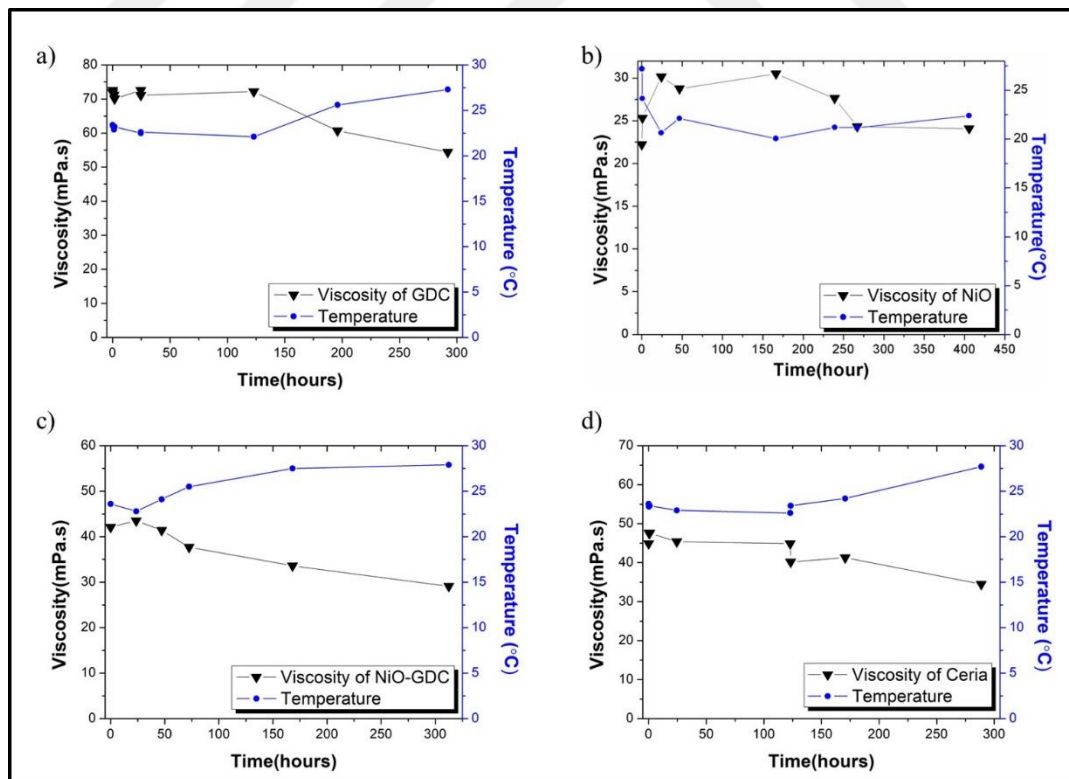 a)
80
70
60
50
40
30
20
10
0
Viscosity(mPa.s)
30
25
20
15
10
5
0
Temperature (°C)
Viscosity of GDC
Temperature
0 50 100 150 200 250 300
Time(hours)
b)
30
25
20
15
10
5
0
Viscosity(mPa.s)
25
20
15
10
5
0
Temperature(°C)
Viscosity of NiO
Temperature
0 50 100 150 200 250 300 350 400 450
Time(hour)
c)
60
50
40
30
20
10
0
Viscosity(mPa.s)
30
25
20
15
10
5
0
Temperature (°C)
Viscosity of NiO-GDC
Temperature
0 50 100 150 200 250 300
Time(hours)
d)
70
60
50
40
30
20
10
0
Viscosity(mPa.s)
30
25
20
15
10
5
0
Temperature (°C)
Viscosity of Ceria
Temperature
0 50 100 150 200 250 300
Time(hours)